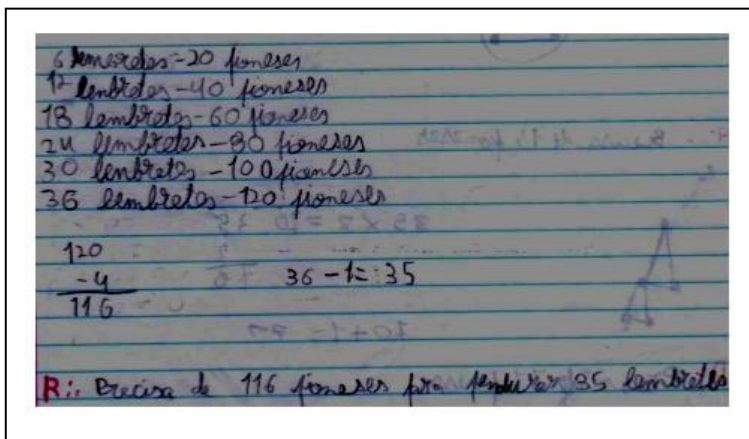 6 lembretes - 20 pioneses
12 lembretes - 40 pioneses
18 lembretes - 60 pioneses
24 lembretes - 80 pioneses
30 lembretes - 100 pioneses
36 lembretes - 120 pioneses
120
- 4
116
36 - 1 = 35
R:. Precisa de 116 pioneses pra pendurar 35 lembretes